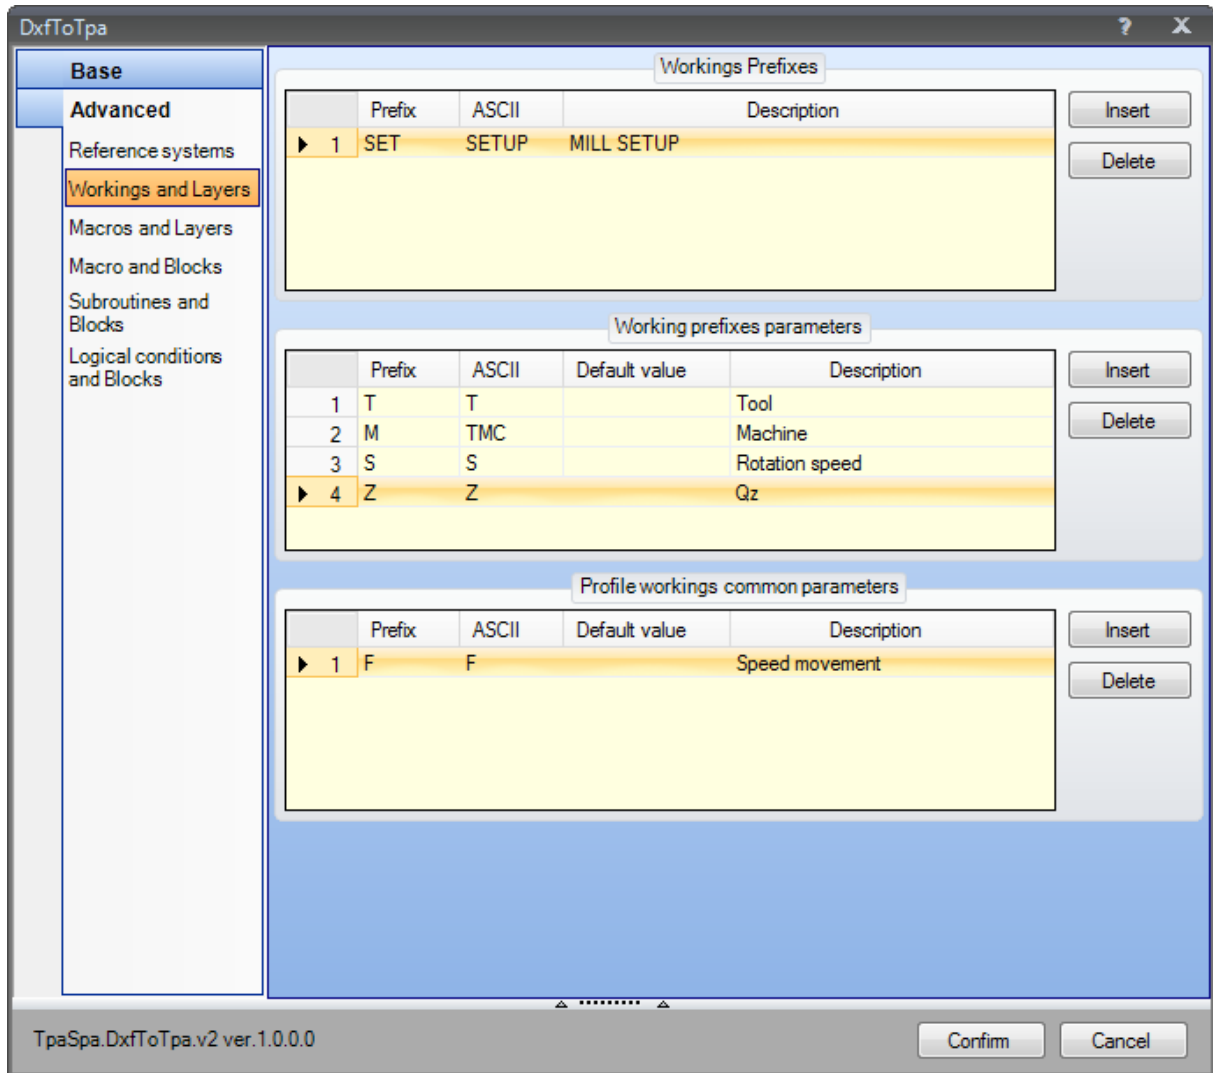 DxfToTpa
? X
Base
Advanced
Reference systems
Workings and Layers
Macros and Layers
Macro and Blocks
Subroutines and
Blocks
Logical conditions
and Blocks
Workings Prefixes
Prefix ASCII Description
1 SET SETUP MILL SETUP
Insert
Delete
Working prefixes parameters
Prefix ASCII Default value Description
1 T T Tool
2 M TMC Machine
3 S S Rotation speed
4 Z Z Qz
Insert
Delete
Profile workings common parameters
Prefix ASCII Default value Description
1 F F Speed movement
Insert
Delete
TpaSpa.DxfToTpa.v2 ver.1.0.0.0
Confirm Cancel